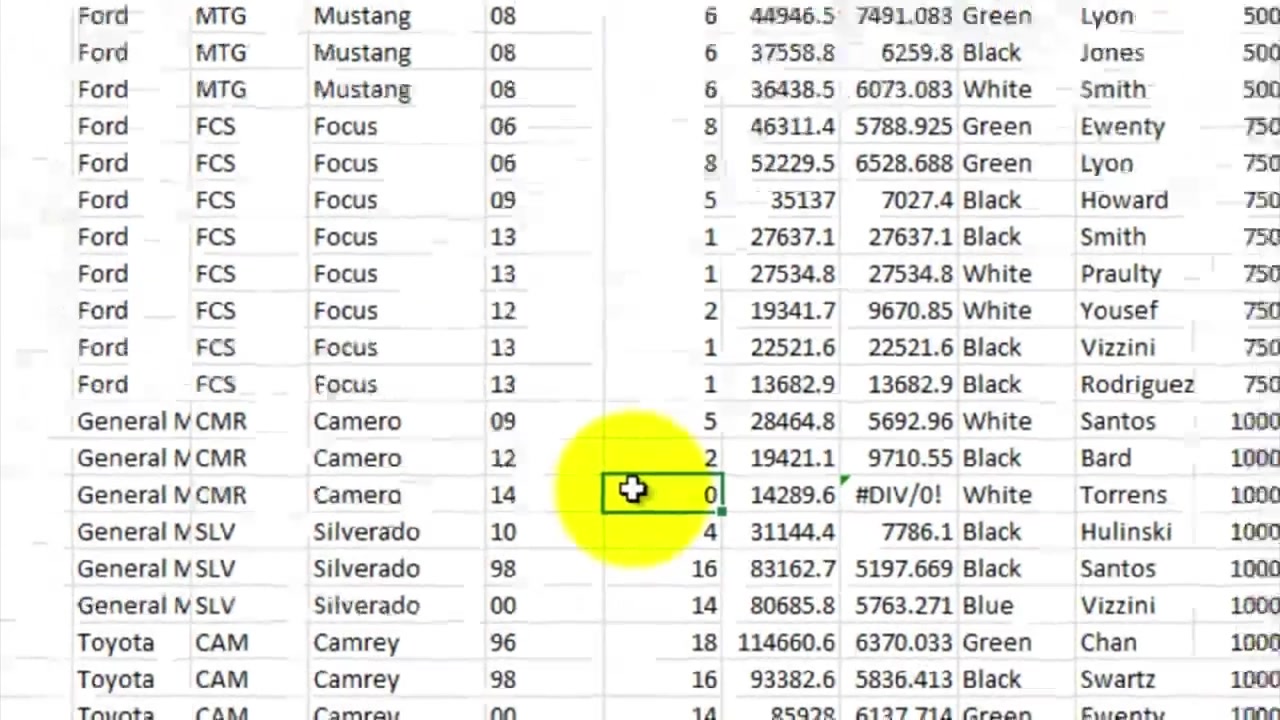 Ford MTG Mustang 08 6 44946.5 7491.083 Green Lyon 500
Ford MTG Mustang 08 6 37558.8 6259.8 Black Jones 500
Ford MTG Mustang 08 6 36438.5 6073.083 White Smith 500
Ford FCS Focus 06 8 46311.4 5788.925 Green Ewenty 750
Ford FCS Focus 06 8 52229.5 6528.688 Green Lyon 750
Ford FCS Focus 09 5 35137 7027.4 Black Howard 750
Ford FCS Focus 13 1 27637.1 27637.1 Black Smith 750
Ford FCS Focus 13 1 27534.8 27534.8 White Praulty 750
Ford FCS Focus 12 2 19341.7 9670.85 White Yousef 750
Ford FCS Focus 13 1 22521.6 22521.6 Black Vizzini 750
Ford FCS Focus 13 1 13682.9 13682.9 Black Rodriguez 750
General M CMR Camero 09 5 28464.8 5692.96 White Santos 1000
General M CMR Camero 12 2 19421.1 9710.55 White Bard 1000
General M CMR Camero 14 0 14289.6 #DIV/0! White Torrens 1000
General M SLV Silverado 10 4 31144.4 7786.1 Black Hulinski 1000
General M SLV Silverado 98 16 83162.7 5197.669 Black Santos 1000
General M SLV Silverado 00 14 80685.8 5763.271 Blue Vizzini 1000
Toyota CAM Camrey 96 18 114660.6 6370.033 Green Chan 1000
Toyota CAM Camrey 98 16 93382.6 5836.413 Black Swartz 1000
Toyota CAM Camrey 00 14 85928 6137.714 Green Ewenty 1000